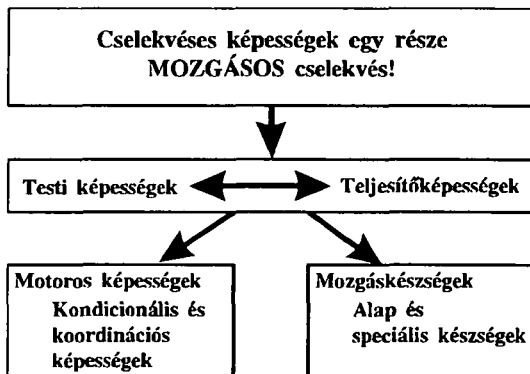 Cselekvéses képességek egy része
MOZGÁSOS cselekvés!
Testi képességek
Teljesítőképességek
Motoros képességek
Kondicionális és
koordinációs
képességek
Mozgáskészségek
Alap és
speciális készségek